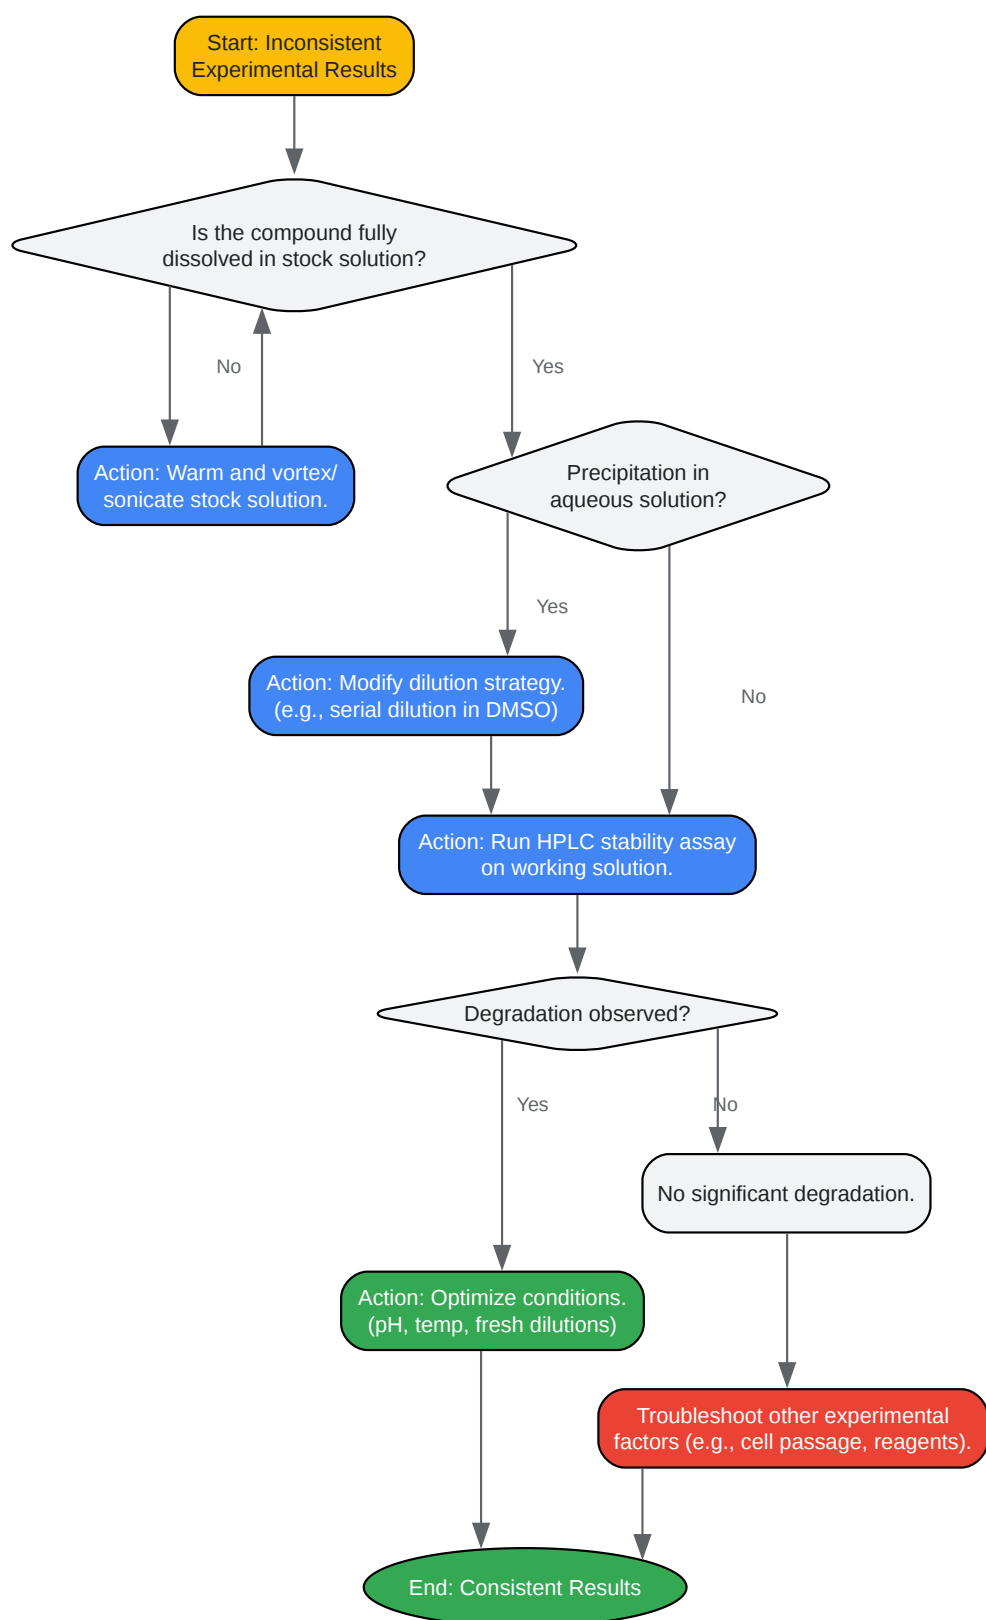 Start: Inconsistent
Experimental Results
Is the compound fully
dissolved in stock solution?
No
Yes
Action: Warm and vortex/
sonicate stock solution.
Precipitation in
aqueous solution?
Yes
No
Action: Modify dilution strategy.
(e.g., serial dilution in DMSO)
Action: Run HPLC stability assay
on working solution.
Degradation observed?
Yes
No
No significant degradation.
Action: Optimize conditions.
(pH, temp, fresh dilutions)
Troubleshoot other experimental
factors (e.g., cell passage, reagents).
End: Consistent Results